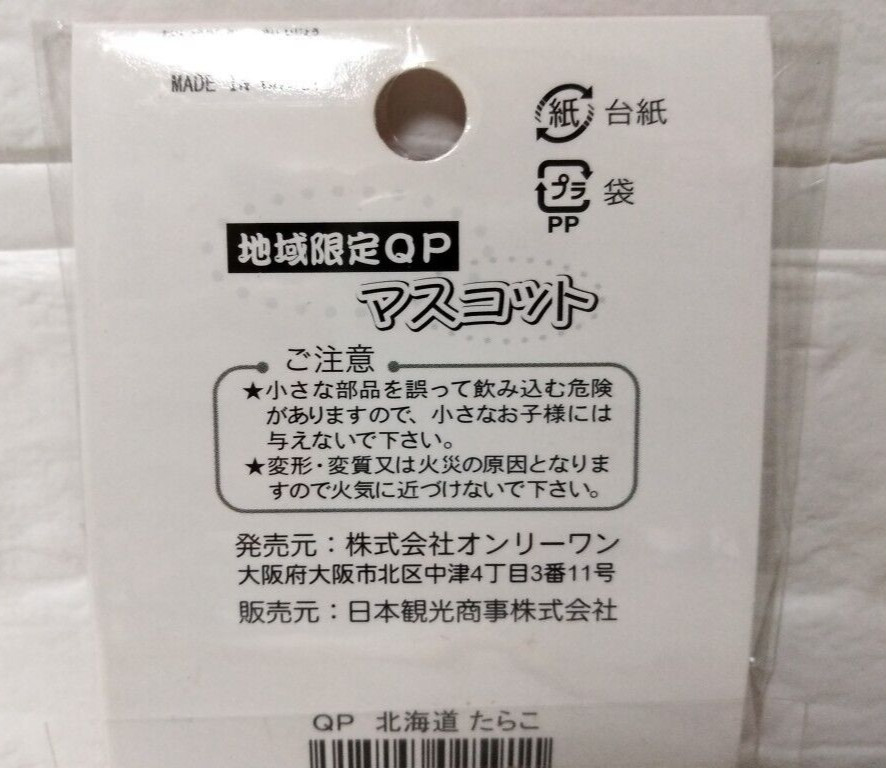 MADE
紙 台紙
プラ 袋
PP
地域限定QP
マスコット
ご注意
★小さな部品を誤って飲み込む危険
がありますので、小さなお子様には
与えないで下さい。
★変形・変質又は火災の原因となりま
すので火気に近づけないで下さい。
発売元：株式会社オンリーワン
大阪府大阪市北区中津4丁目3番11号
販売元：日本観光商事株式会社
QP 北海道 たらこ